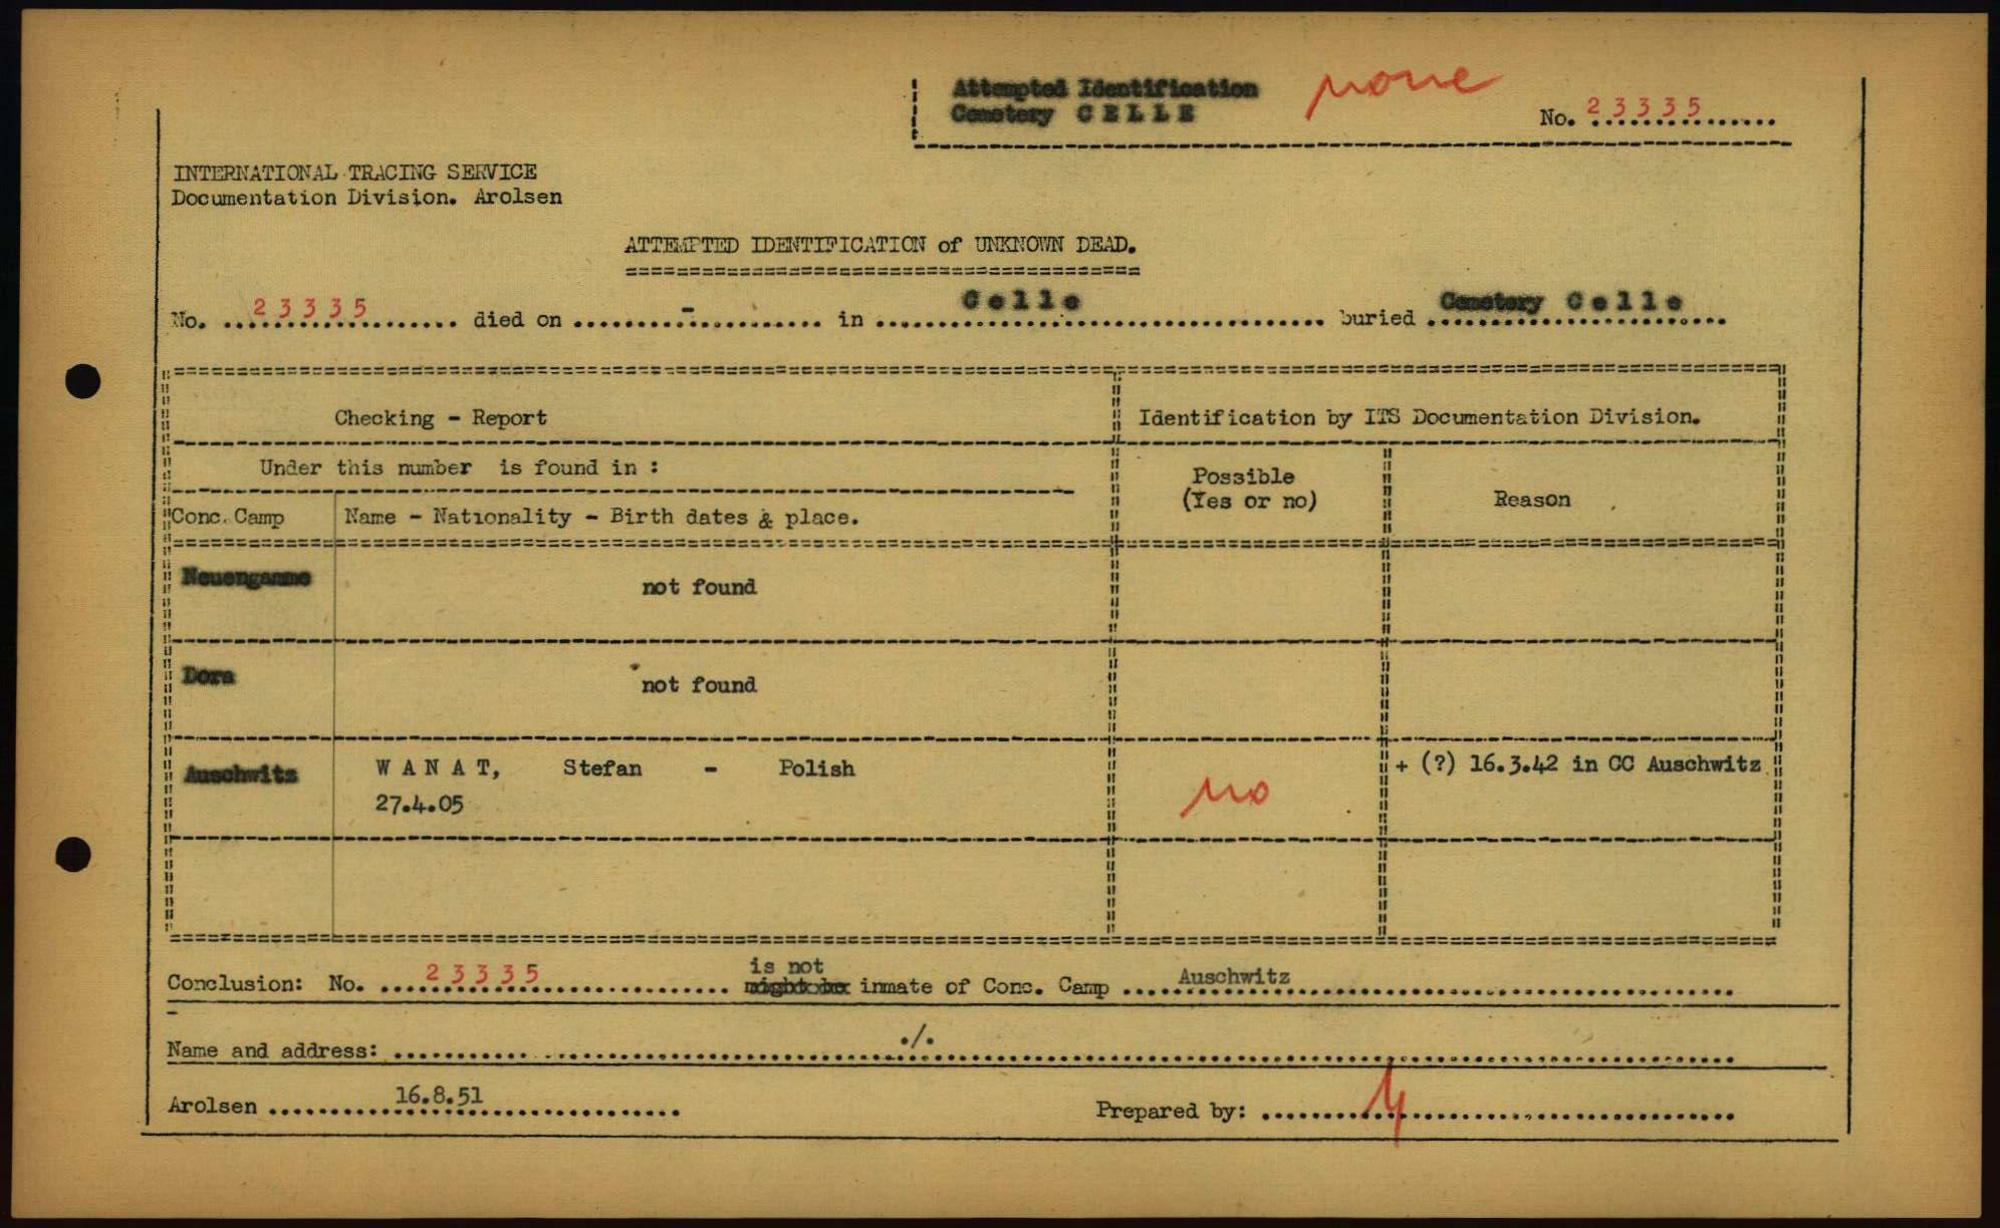 Attempted Identification
Cemetery CELLE
none
No. 23335
INTERNATIONAL TRACING SERVICE
Documentation Division. Arolsen
ATTEMPTED IDENTIFICATION of UNKNOWN DEAD.
No. 23335 died on - in Celle buried Cemetery Celle
Checking - Report
Identification by ITS Documentation Division.
Under this number is found in :
Possible
(Yes or no)
Reason
Conc. Camp
Name - Nationality - Birth dates & place.
Neuengamme
not found
Dora
not found
Auschwitz
WANAT, Stefan - Polish
27.4.05
no
+ (?) 16.3.42 in CC Auschwitz
is not
Conclusion: No. 23335 might be inmate of Conc. Camp Auschwitz
Name and address: ./.
Arolsen 16.8.51
Prepared by: